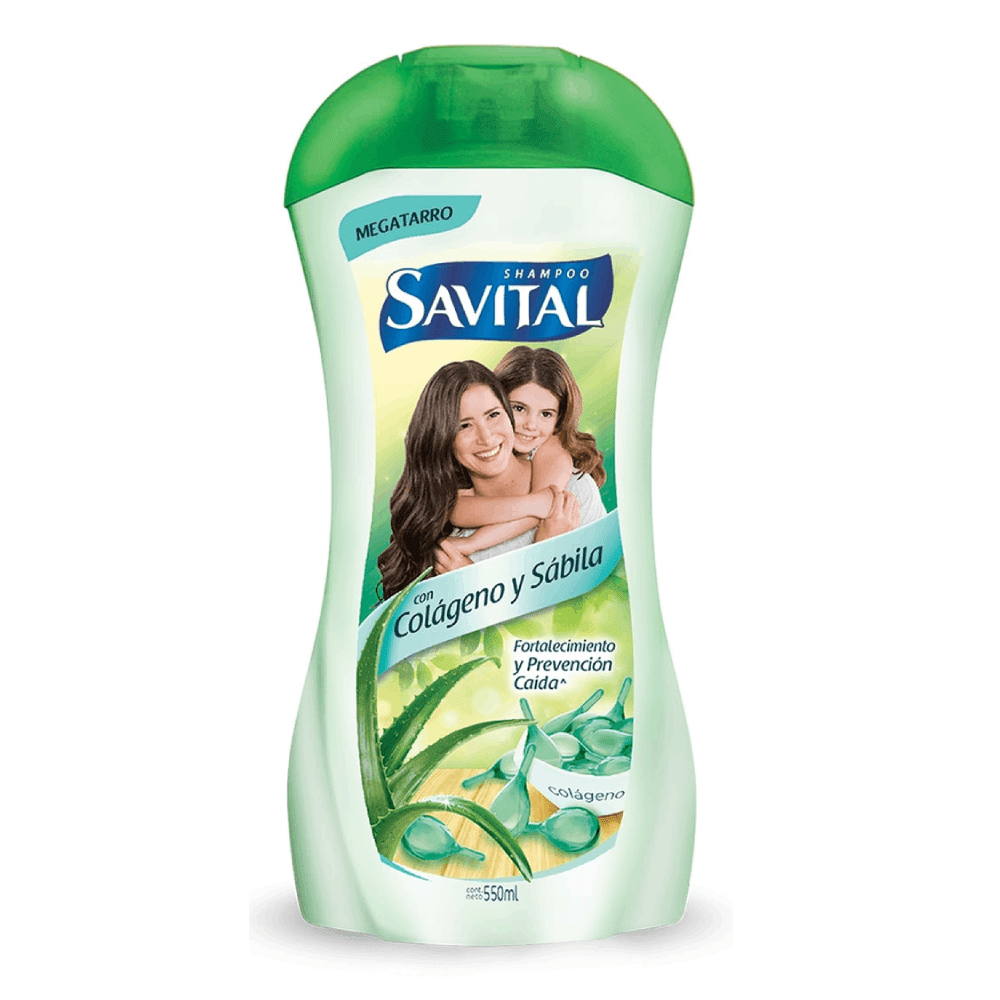 MEGATARRO
SHAMPOO
SAVITAL
con
Colágeno y Sábila
Fortalecimiento
y Prevención
Caída^
colágeno
cont.
neto 550ml